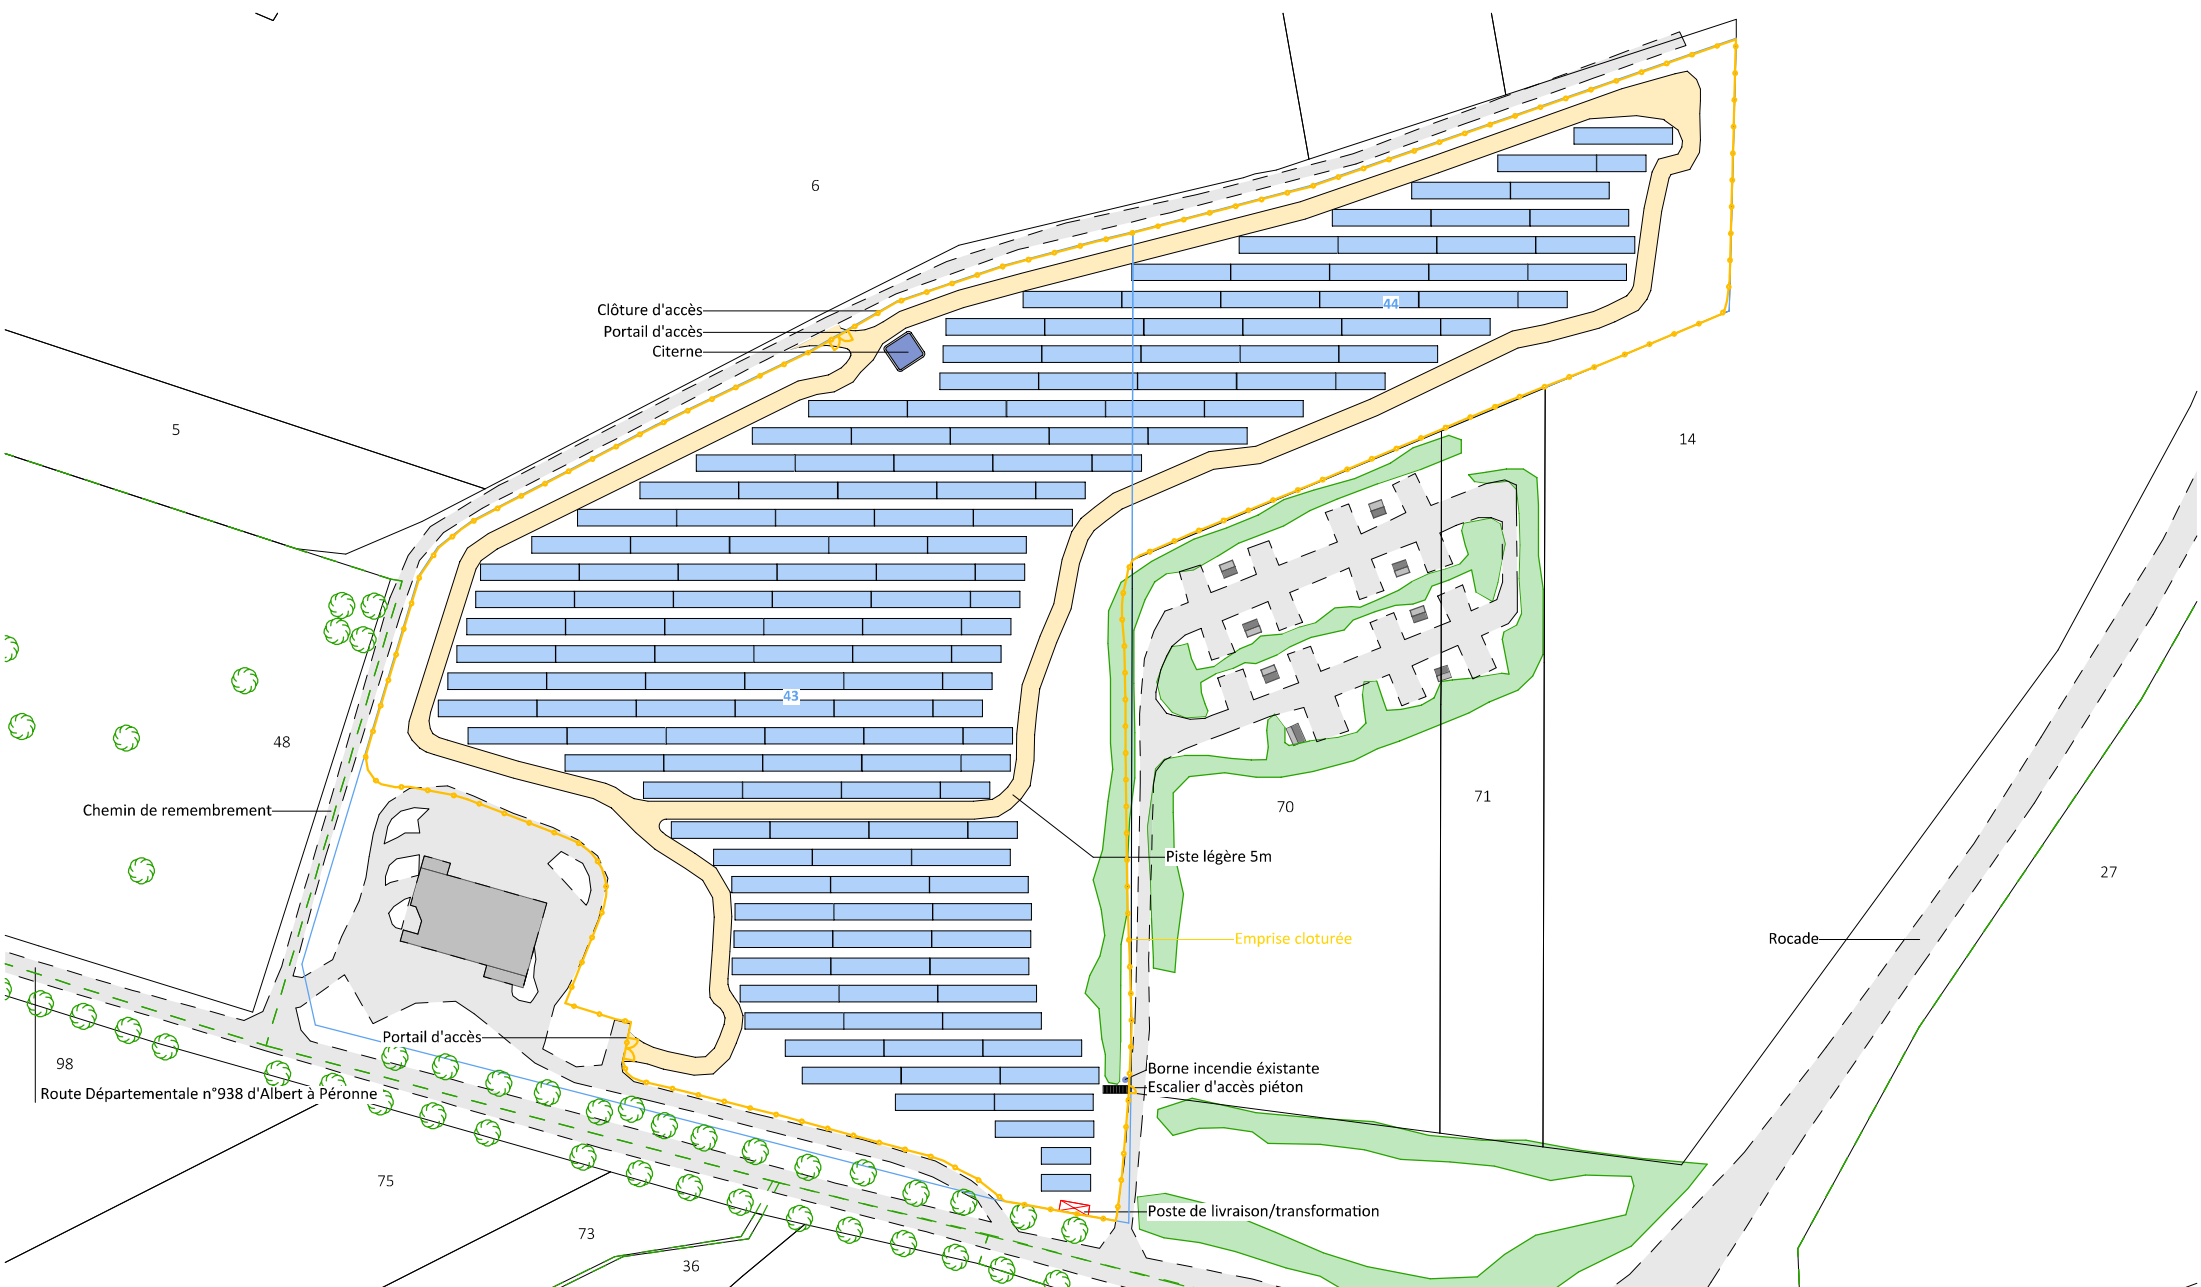 6
Clôture d'accès
44
Portail d'accès
Citerne
5
14
43
48
70
71
Chemin de remembrement
Piste légère 5m
27
Emprise cloturée
Rocade
Portail d'accès
98
Borne incendie éxistante
Escalier d'accès piéton
Route Départementale n°938 d'Albert à Péronne
75
Poste de livraison/transformation
73
36